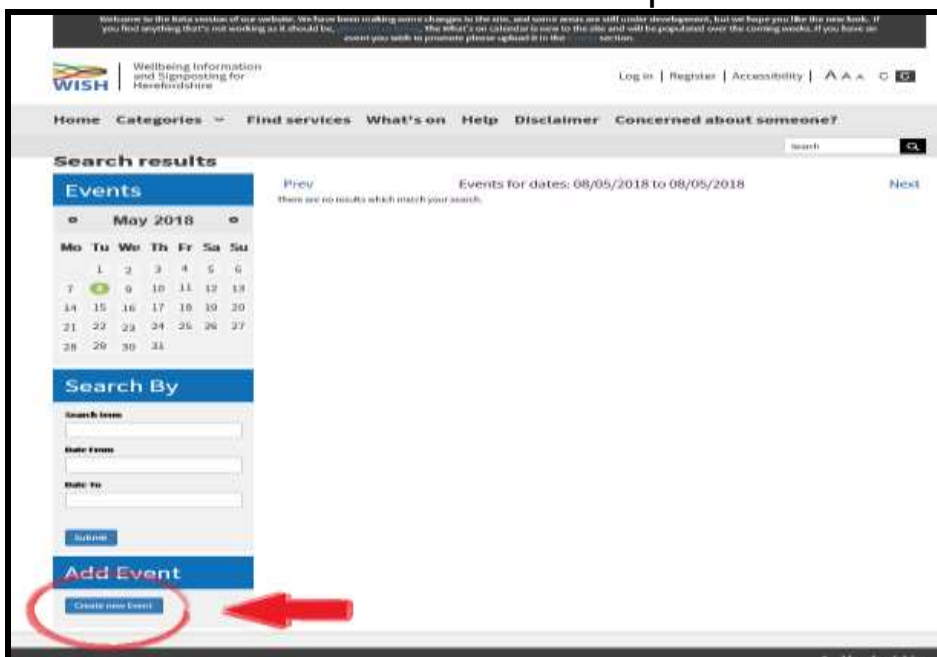 Welcome to the Beta version of our website. We have been making some changes to the site, and some areas are still under development, but we hope you like the new look. If
you find anything that's not working as it should be, the What's on calendar is new to the site and will be populated over the coming weeks. If you have an
event you wish to promote please upload it in the section.
WISH
Wellbeing Information
and Signposting for
Herefordshire
Log in | Register | Accessibility | A A A C G
Home Categories Find services What's on Help Disclaimer Concerned about someone?
Search
Search results
Events
Prev Events for dates: 08/05/2018 to 08/05/2018 Next
There are no results which match your search.
May 2018
Mo Tu We Th Fr Sa Su
1 2 3 4 5 6
7 8 9 10 11 12 13
14 15 16 17 18 19 20
21 22 23 24 25 26 27
28 29 30 31
Search By
Search term
Date From
Date To
Submit
Add Event
Create new Event